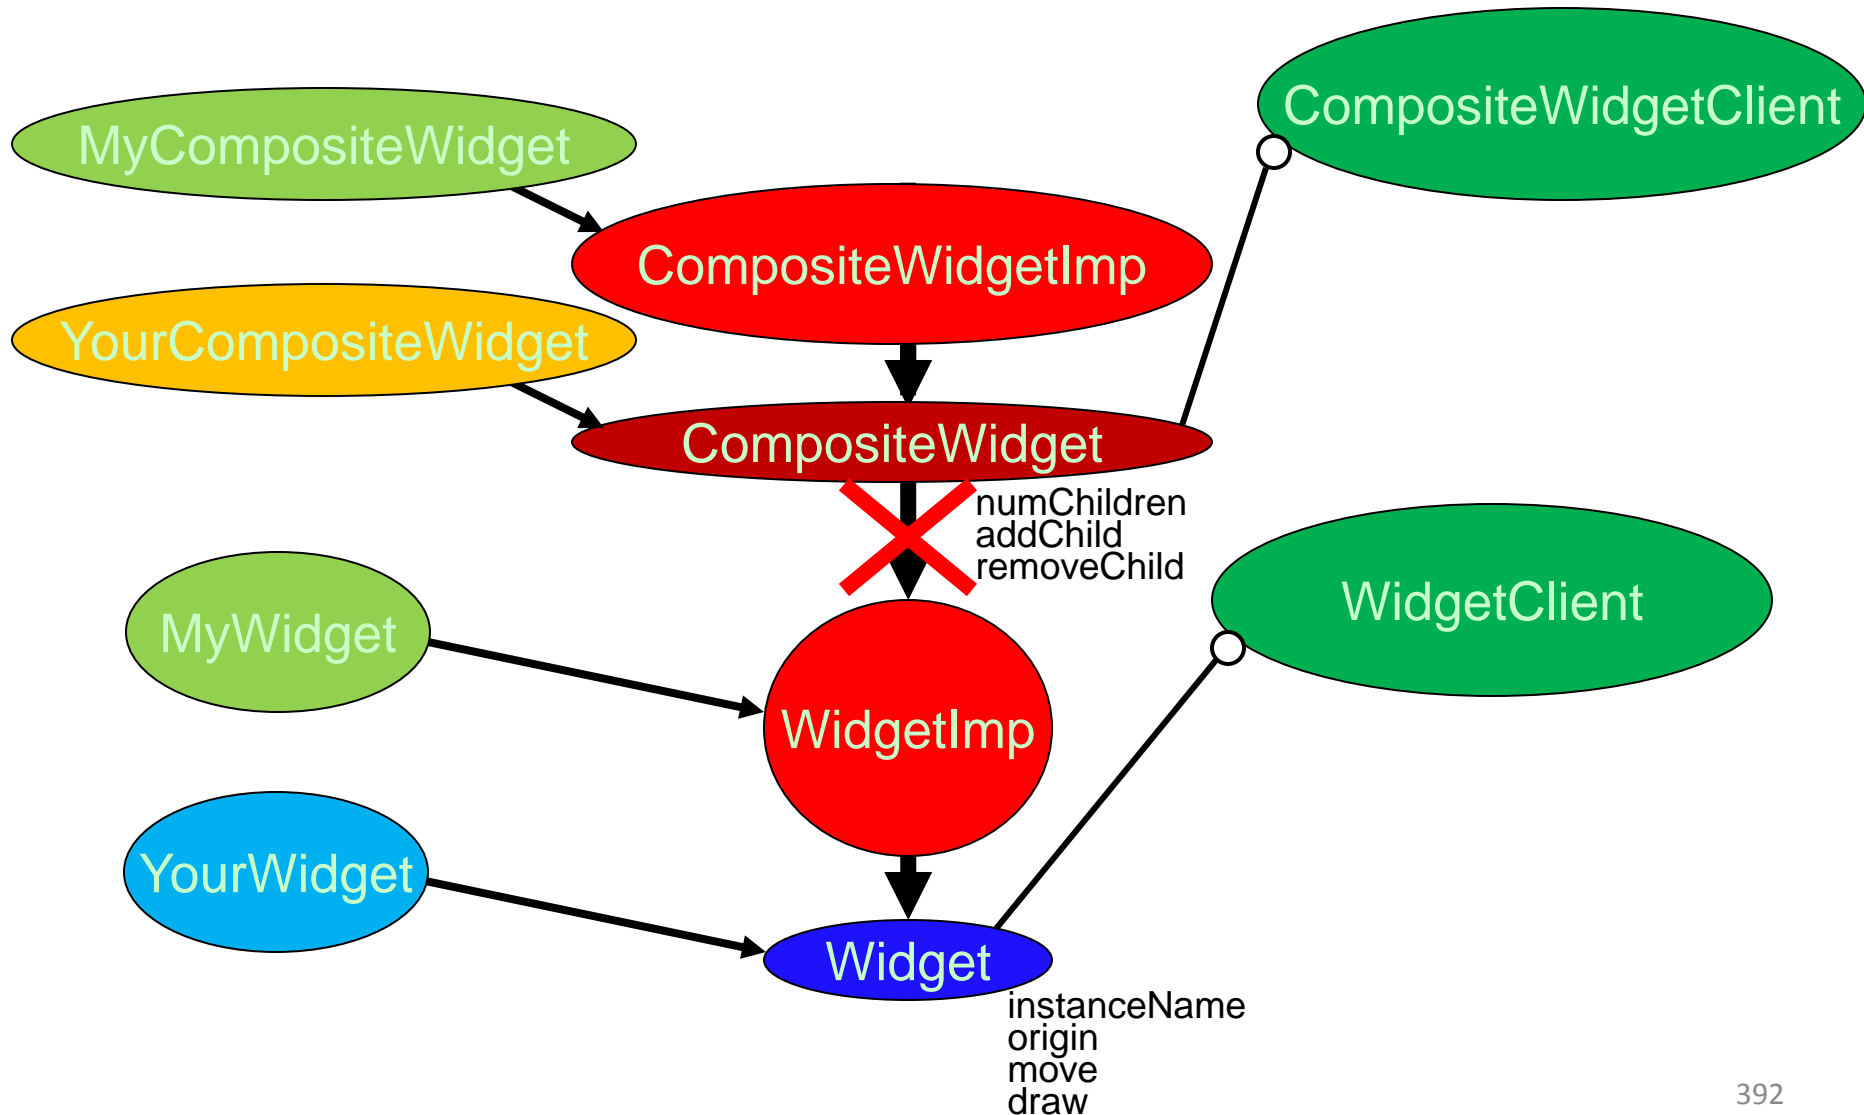 CompositeWidgetClient
MyCompositeWidget
CompositeWidgetImp
YourCompositeWidget
CompositeWidget
numChildren
addChild
removeChild
WidgetClient
MyWidget
WidgetImp
YourWidget
Widget
instanceName
origin
move
draw
392